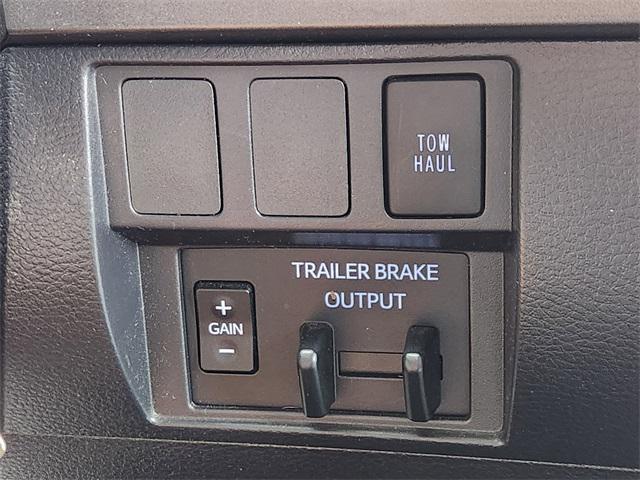 TOW
HAUL
TRAILER BRAKE
OUTPUT
+
GAIN
-